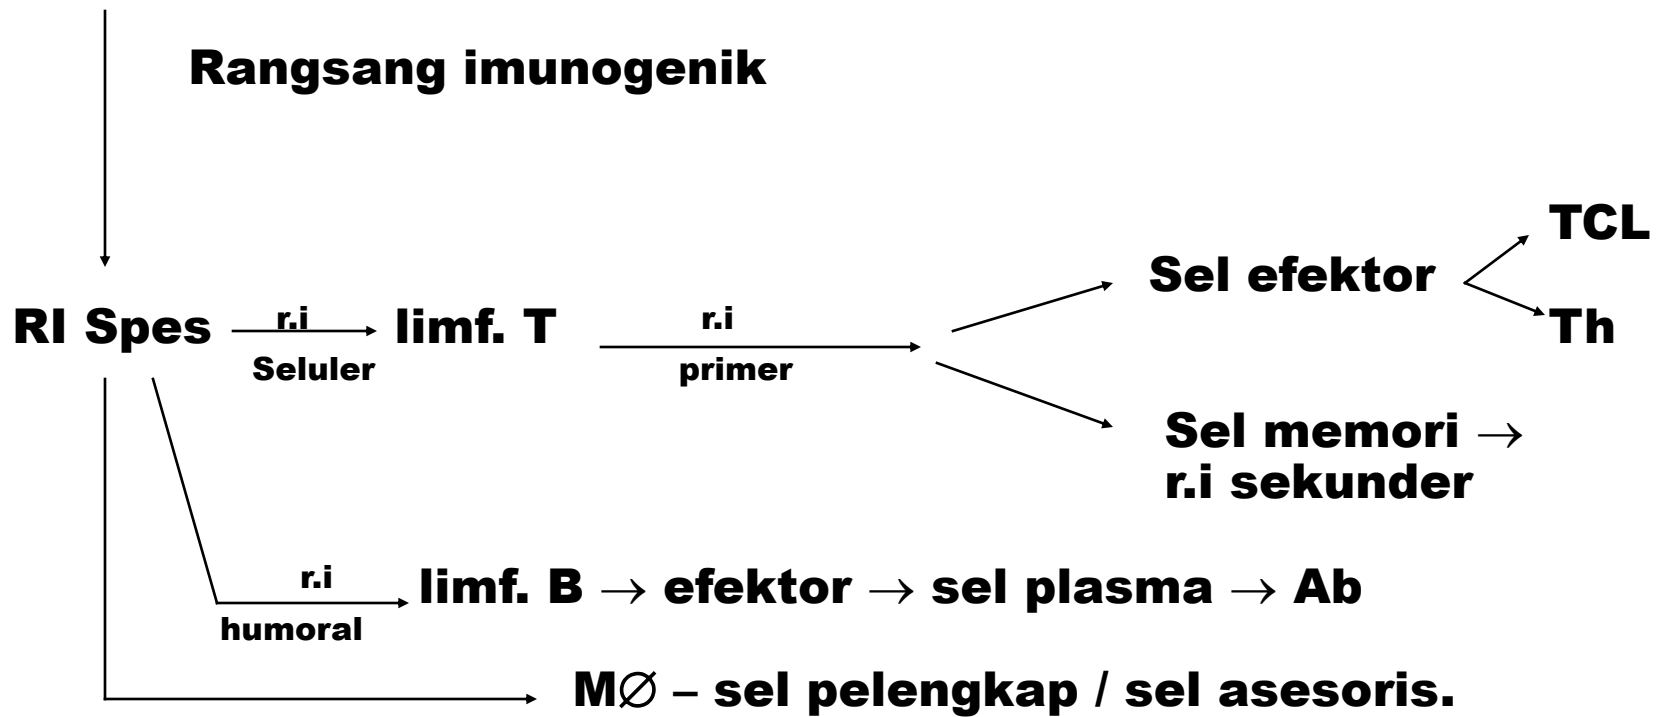 Rangsang imunogenik
TCL
Sel efektor
RI Spes r.i limf. T r.i Th
Seluler primer
Sel memori →
r.i sekunder
r.i
limf. B → efektor → sel plasma → Ab
humoral
M∅ – sel pelengkap / sel asesoris.